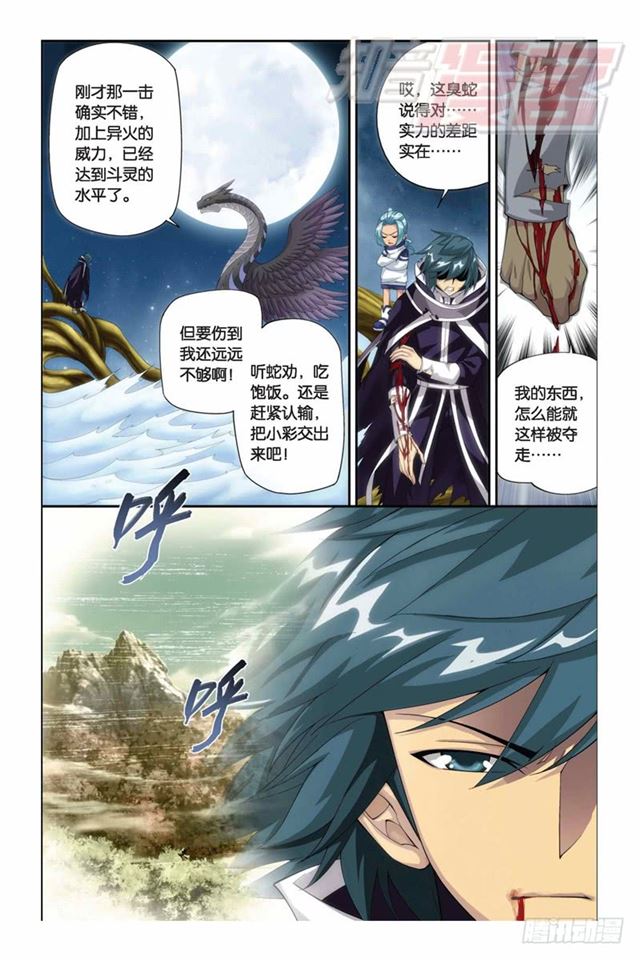 知音漫客
刚才那一击
确实不错，
加上异火的
威力，已经
达到斗灵的
水平了。
但要伤到
我还远远
不够啊！
听蛇劝，吃
饱饭。还是
赶紧认输，
把小彩交出
来吧！
哎，这臭蛇
说得对……
实力的差距
实在……
我的东西，
怎么能就
这样被夺
走……
呼
呼
腾讯动漫